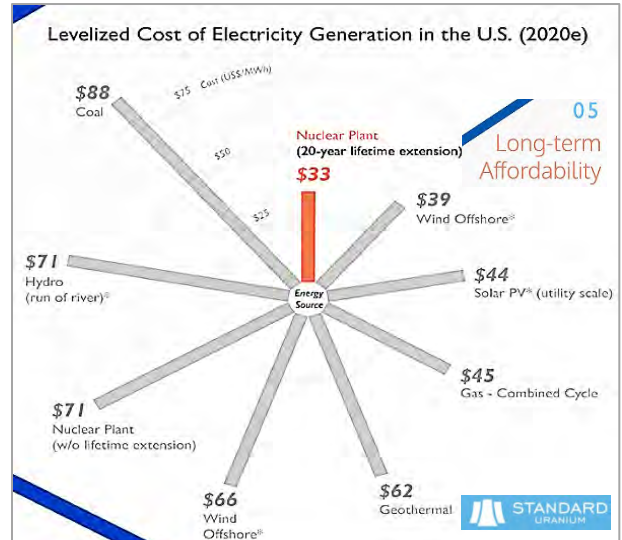 Levelized Cost of Electricity Generation in the U.S. (2020e)
$88
Coal
$75 Cost (US$/MWh)
$50
$25
Nuclear Plant
(20-year lifetime extension)
$33
05
Long-term
Affordability
$39
Wind Offshore*
$44
Solar PV* (utility scale)
$45
Gas - Combined Cycle
$62
Geothermal
$66
Wind
Offshore*
$71
Nuclear Plant
(w/o lifetime extension)
$71
Hydro
(run of river)*
Energy
Source
STANDARD
URANIUM